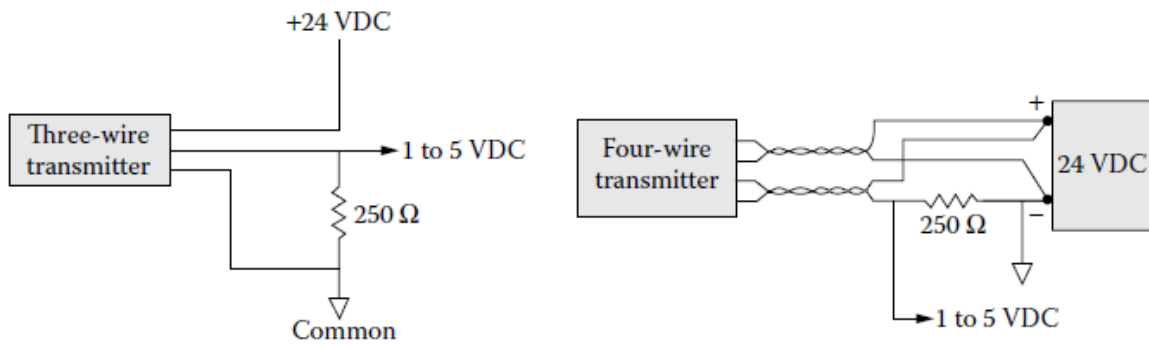 +24 VDC
Three-wire
transmitter
1 to 5 VDC
250 Ω
Common
Four-wire
transmitter
+
24 VDC
−
250 Ω
1 to 5 VDC